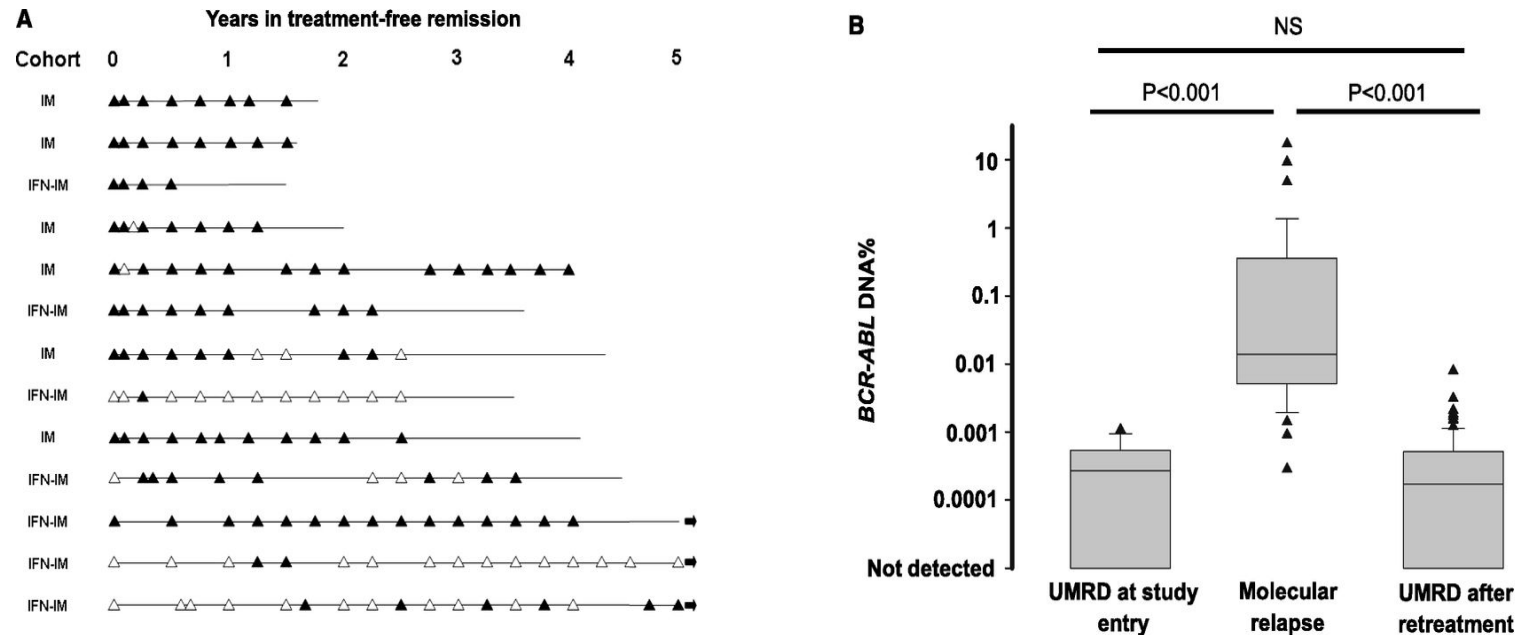 A
Years in treatment-free remission
Cohort 0 1 2 3 4 5
IM
IM
IFN-IM
IM
IM
IFN-IM
IM
IFN-IM
IM
IFN-IM
IFN-IM
IFN-IM
IFN-IM
B
NS
P<0.001 P<0.001
BCR-ABL DNA%
10
1
0.1
0.01
0.001
0.0001
Not detected
UMRD at study
entry
Molecular
relapse
UMRD after
retreatment